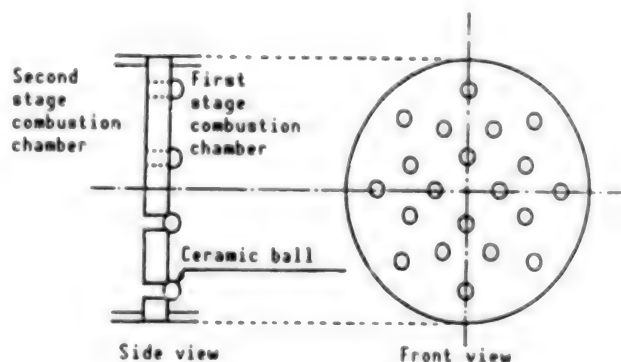 Second
stage
combustion
chamber
First
stage
combustion
chamber
Ceramic ball
Side view
Front view